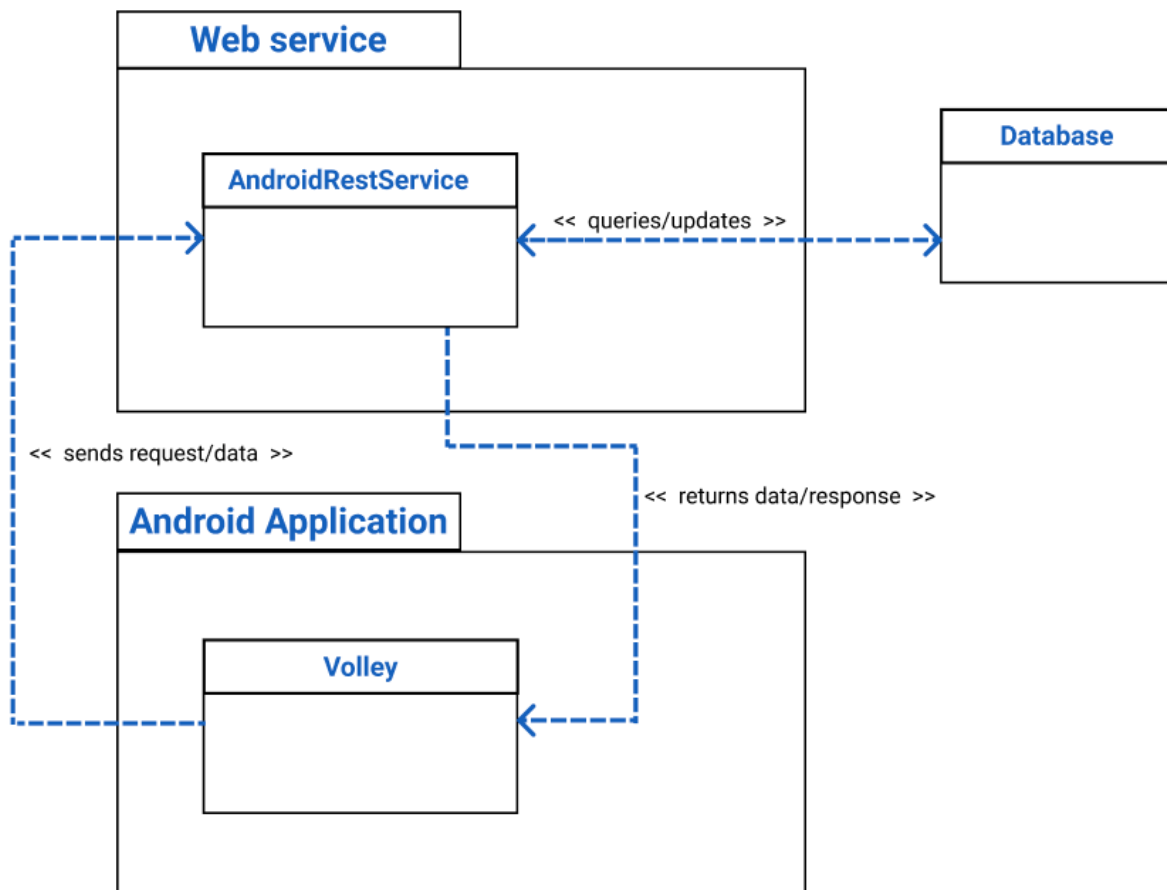 Web service
Database
AndroidRestService
<< queries/updates >>
<< sends request/data >>
<< returns data/response >>
Android Application
Volley